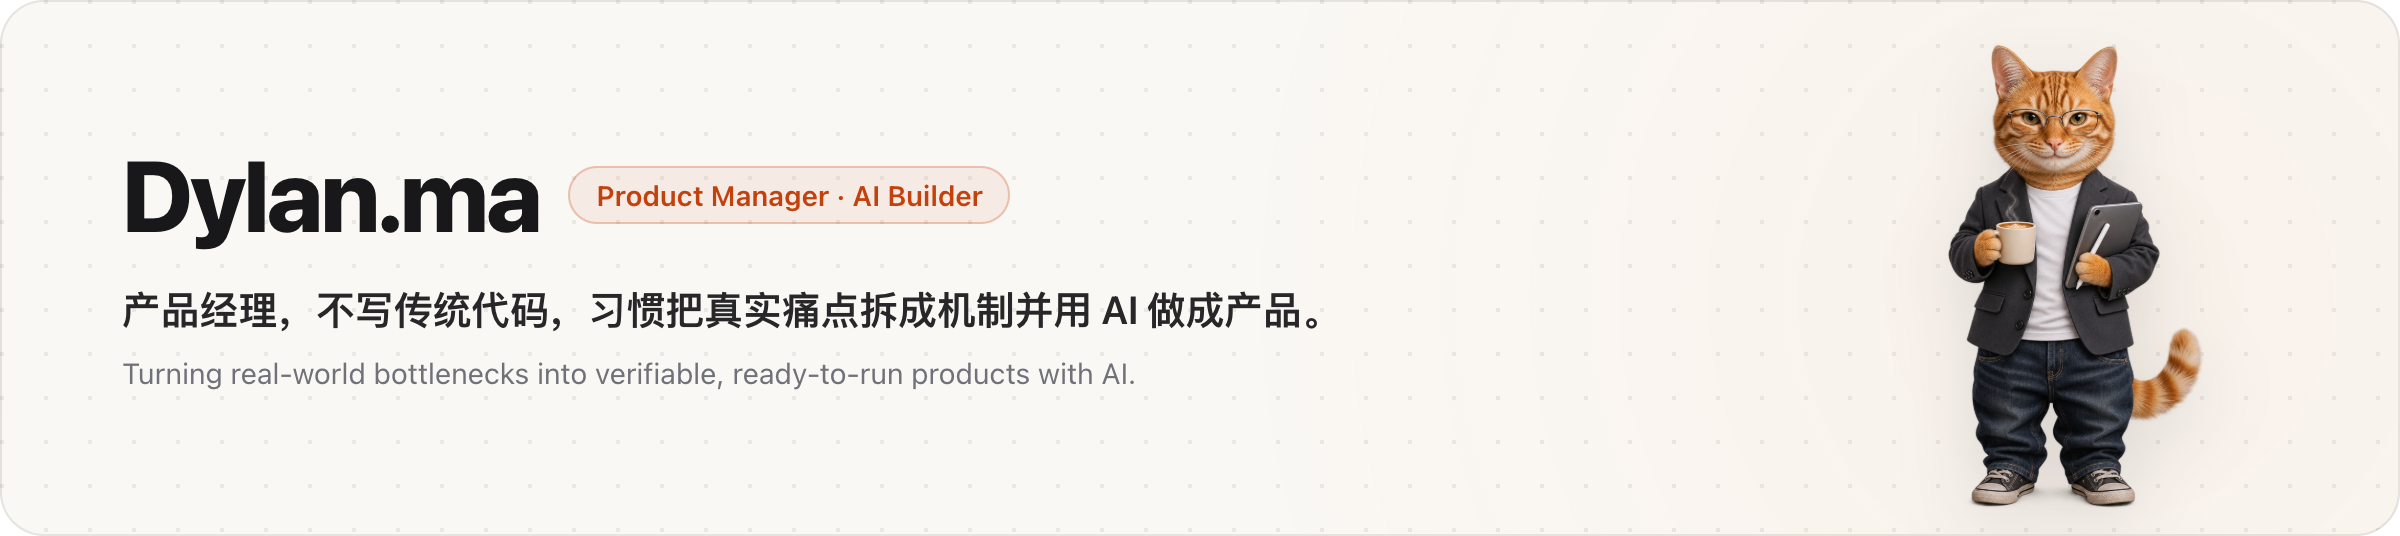 Dylan.ma
Product Manager · AI Builder
产品经理，不写传统代码，习惯把真实痛点拆成机制并用 AI 做成产品。
Turning real-world bottlenecks into verifiable, ready-to-run products with AI.